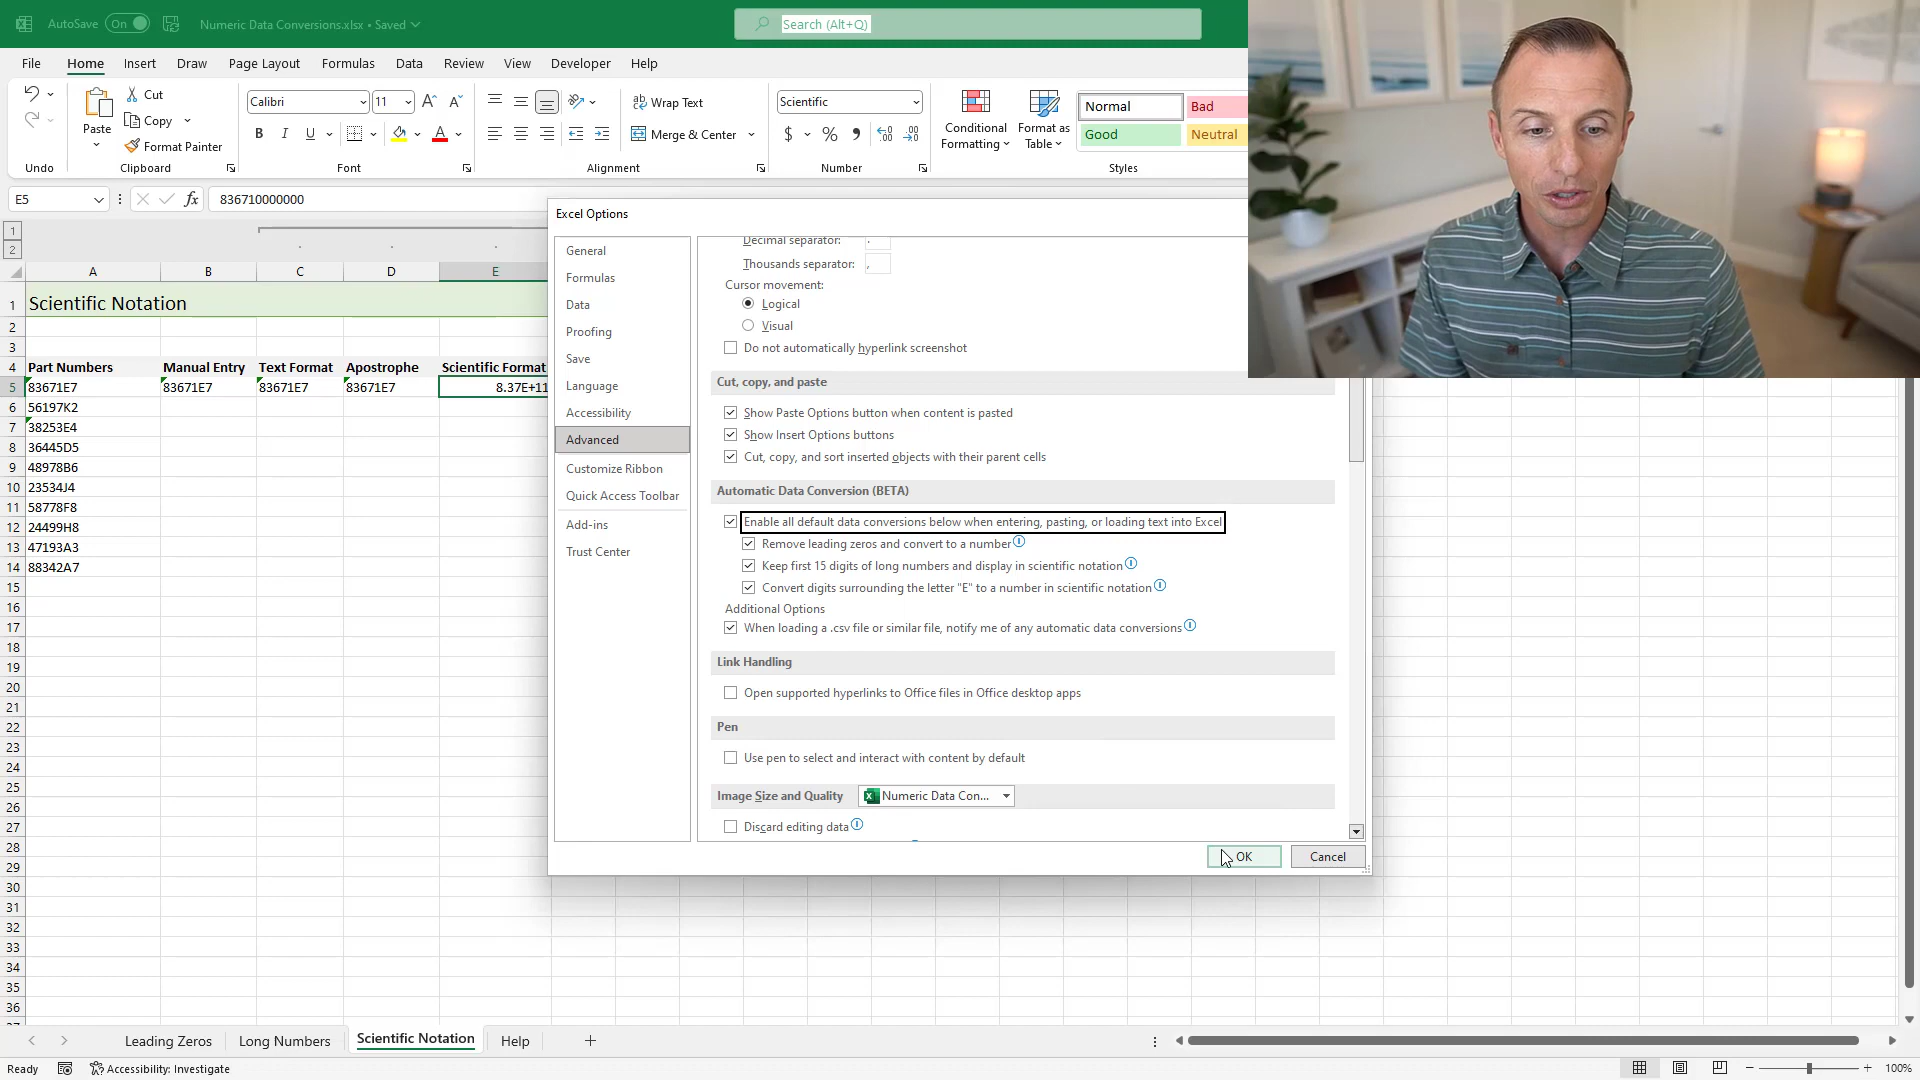 AutoSave On Numeric Data Conversions.xlsx • Saved Search (Alt+Q)
File Home Insert Draw Page Layout Formulas Data Review View Developer Help
Cut Calibri 11 Wrap Text Scientific Normal Bad
Paste Copy Conditional Formatting Format as Table Good Neutral
Format Painter B I U A Merge & Center $ % 9
Undo Clipboard Font Alignment Number Styles
E5 fx 836710000000
1
2
A B C D E
1 Scientific Notation
2
3
4 Part Numbers Manual Entry Text Format Apostrophe Scientific Format
5 83671E7 83671E7 83671E7 83671E7 8.37E+11
6 56197K2
7 38253E4
8 36445D5
9 48978B6
10 23534J4
11 58778F8
12 24499H8
13 47193A3
14 88342A7
15
16
17
18
19
20
21
22
23
24
25
26
27
28
29
30
31
32
33
34
35
36
Excel Options
General
Formulas
Data
Proofing
Save
Language
Accessibility
Advanced
Customize Ribbon
Quick Access Toolbar
Add-ins
Trust Center
Decimal separator: .
Thousands separator: ,
Cursor movement:
Logical
Visual
Do not automatically hyperlink screenshot
Cut, copy, and paste
Show Paste Options button when content is pasted
Show Insert Options buttons
Cut, copy, and sort inserted objects with their parent cells
Automatic Data Conversion (BETA)
Enable all default data conversions below when entering, pasting, or loading text into Excel
Remove leading zeros and convert to a number
Keep first 15 digits of long numbers and display in scientific notation
Convert digits surrounding the letter "E" to a number in scientific notation
Additional Options
When loading a .csv file or similar file, notify me of any automatic data conversions
Link Handling
Open supported hyperlinks to Office files in Office desktop apps
Pen
Use pen to select and interact with content by default
Image Size and Quality Numeric Data Con...
Discard editing data
OK Cancel
Leading Zeros Long Numbers Scientific Notation Help
Ready Accessibility: Investigate 100%